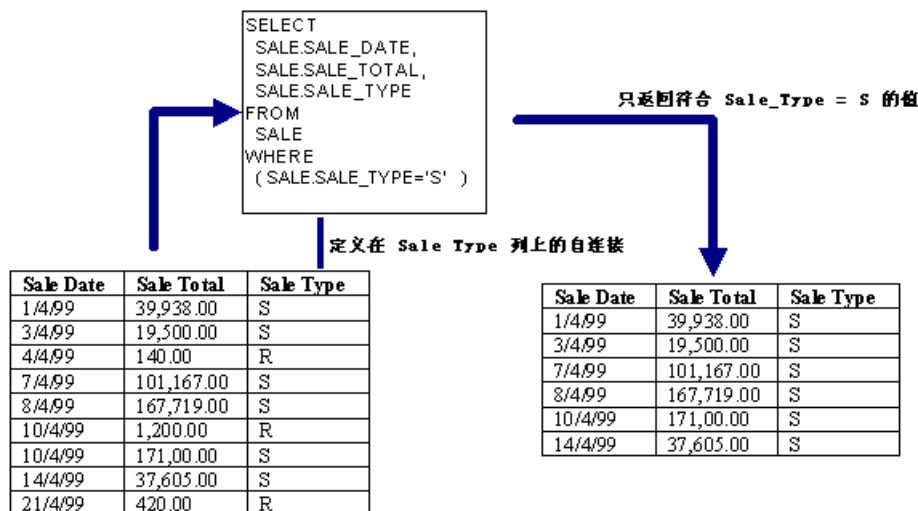 SELECT
SALE.SALE_DATE,
SALE.SALE_TOTAL,
SALE.SALE_TYPE
FROM
SALE
WHERE
(SALE.SALE_TYPE='S' )
只返回符合 Sale_Type = S 的值
定义在 Sale Type 列上的自连接
Sale Date Sale Total Sale Type
1/4/99 39,938.00 S
3/4/99 19,500.00 S
4/4/99 140.00 R
7/4/99 101,167.00 S
8/4/99 167,719.00 S
10/4/99 1,200.00 R
10/4/99 171,00.00 S
14/4/99 37,605.00 S
21/4/99 420.00 R
Sale Date Sale Total Sale Type
1/4/99 39,938.00 S
3/4/99 19,500.00 S
7/4/99 101,167.00 S
8/4/99 167,719.00 S
10/4/99 171,00.00 S
14/4/99 37,605.00 S